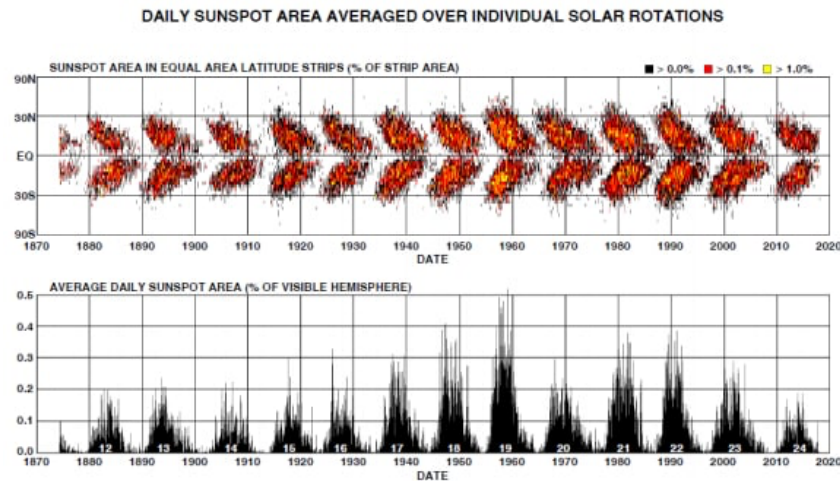 DAILY SUNSPOT AREA AVERAGED OVER INDIVIDUAL SOLAR ROTATIONS
SUNSPOT AREA IN EQUAL AREA LATITUDE STRIPS (% OF STRIP AREA) > 0.0% > 0.1% > 1.0%
90N
30N
EQ
30S
90S
1870 1880 1890 1900 1910 1920 1930 1940 1950 1960 1970 1980 1990 2000 2010 2020
DATE
AVERAGE DAILY SUNSPOT AREA (% OF VISIBLE HEMISPHERE)
0.5
0.4
0.3
0.2
0.1
0.0
12 13 14 15 16 17 18 19 20 21 22 23 24
1870 1880 1890 1900 1910 1920 1930 1940 1950 1960 1970 1980 1990 2000 2010 2020
DATE